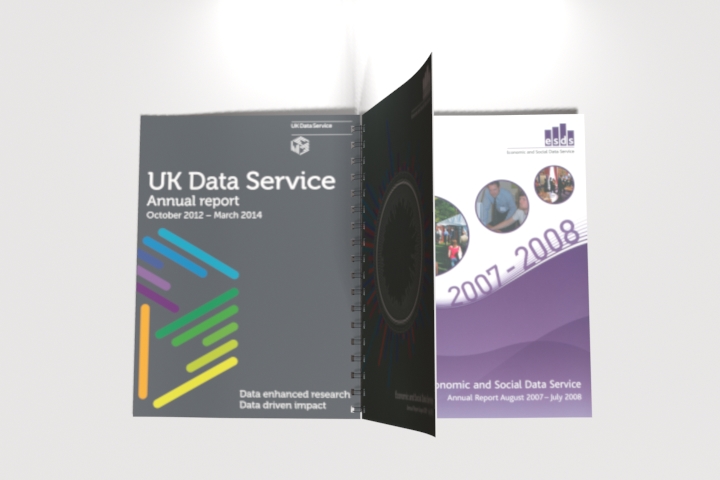 UK Data Service
UK Data Service
Annual report
October 2012 – March 2014
Data enhanced research
Data driven impact
esds
Economic and Social Data Service
2007-2008
onomic and Social Data Service
Annual Report August 2007 – July 2008